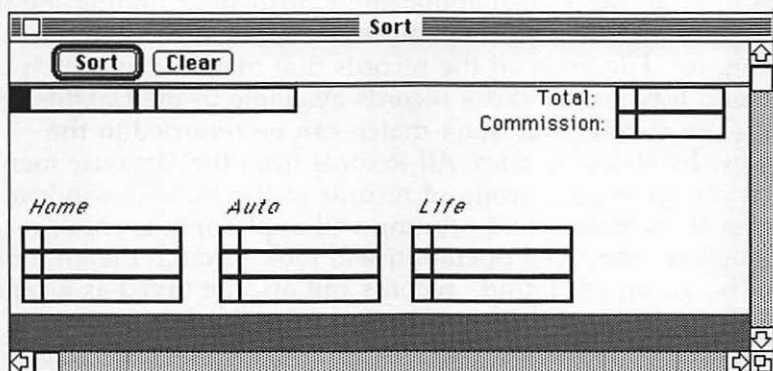 Sort
Sort Clear
Total:
Commission:
Home Auto Life